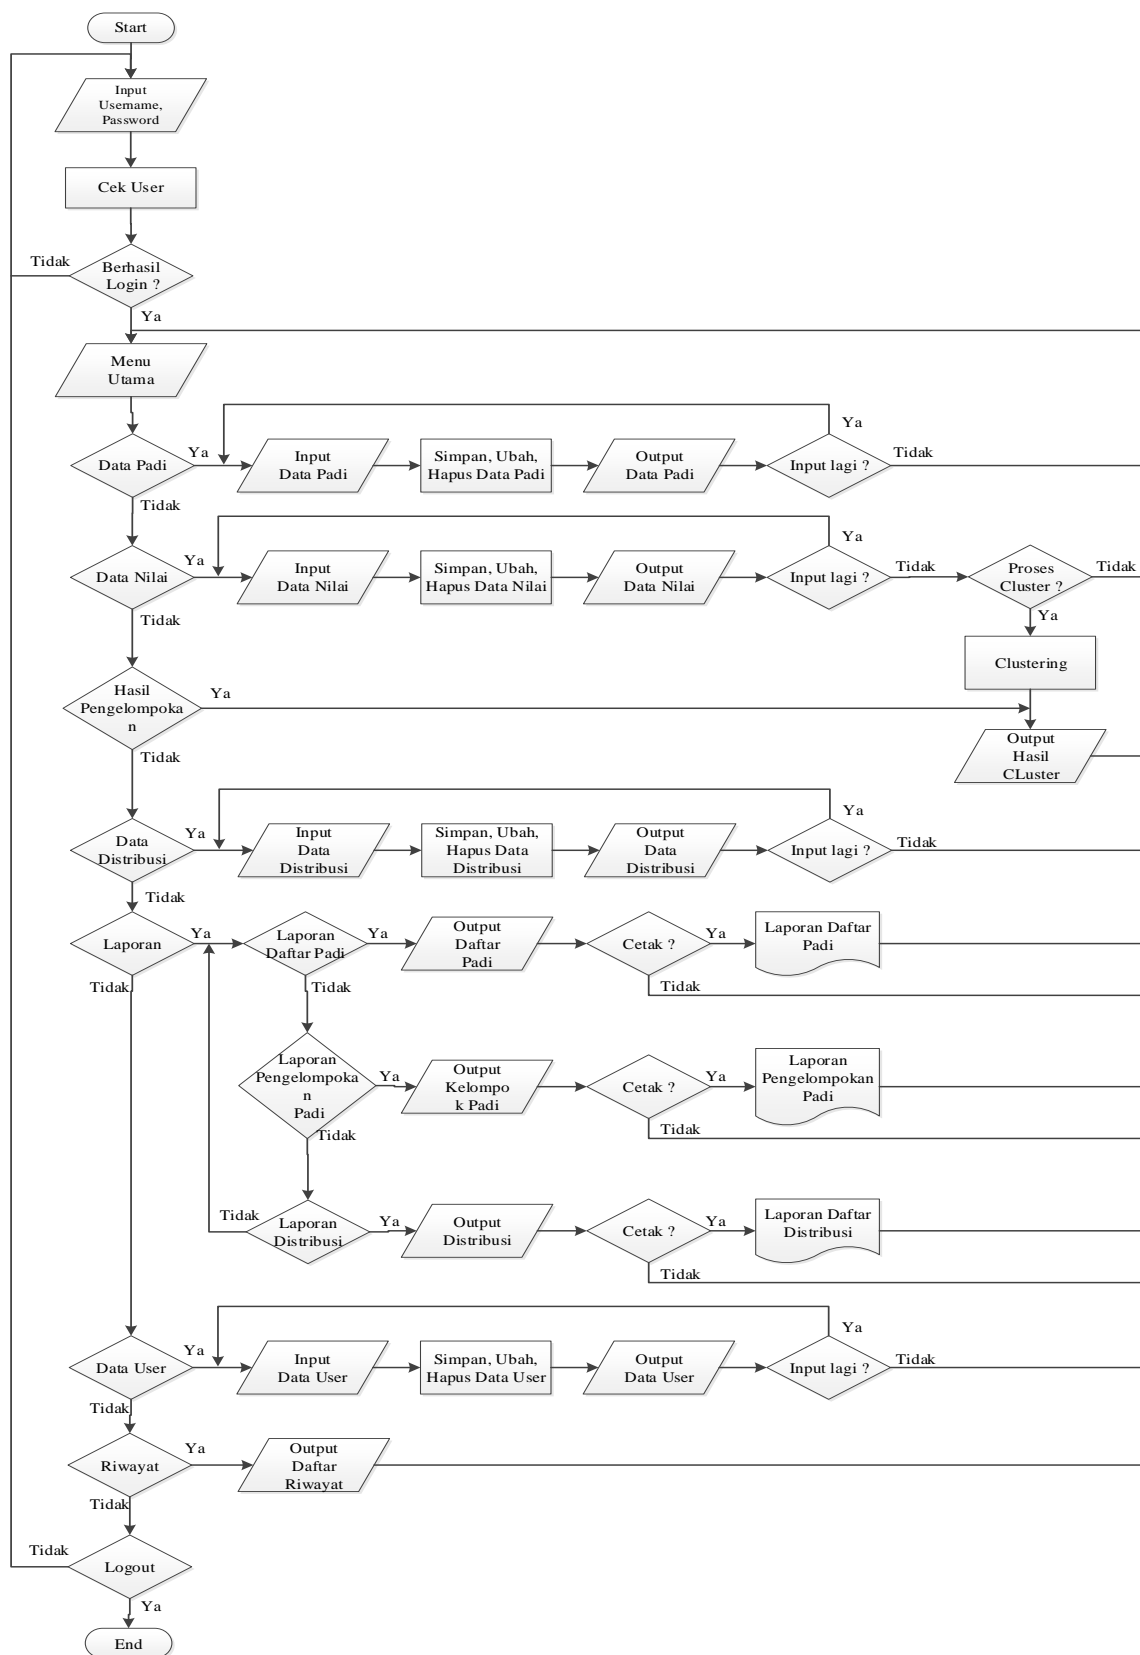 Start
Input
Username,
Password
Cek User
Tidak
Berhasil
Login ?
Ya
Menu
Utama
Ya
Data Padi
Ya
Input
Data Padi
Simpan, Ubah,
Hapus Data Padi
Output
Data Padi
Input lagi ?
Tidak
Tidak
Ya
Data Nilai
Ya
Input
Data Nilai
Simpan, Ubah,
Hapus Data Nilai
Output
Data Nilai
Input lagi ?
Tidak
Proses
Cluster ?
Tidak
Tidak
Ya
Clustering
Hasil
Pengelompoka
n
Ya
Output
Hasil
CLuster
Tidak
Ya
Data
Distribusi
Ya
Input
Data
Distribusi
Simpan, Ubah,
Hapus Data
Distribusi
Output
Data
Distribusi
Input lagi ?
Tidak
Tidak
Laporan
Ya
Laporan
Daftar Padi
Ya
Output
Daftar
Padi
Cetak ?
Ya
Laporan Daftar
Padi
Tidak
Tidak
Tidak
Laporan
Pengelompoka
n
Padi
Ya
Output
Kelompo
k Padi
Cetak ?
Ya
Laporan
Pengelompokan
Padi
Tidak
Tidak
Tidak
Laporan
Distribusi
Ya
Output
Distribusi
Cetak ?
Ya
Laporan Daftar
Distribusi
Tidak
Ya
Data User
Ya
Input
Data User
Simpan, Ubah,
Hapus Data User
Output
Data User
Input lagi ?
Tidak
Tidak
Riwayat
Ya
Output
Daftar
Riwayat
Tidak
Tidak
Logout
Ya
End